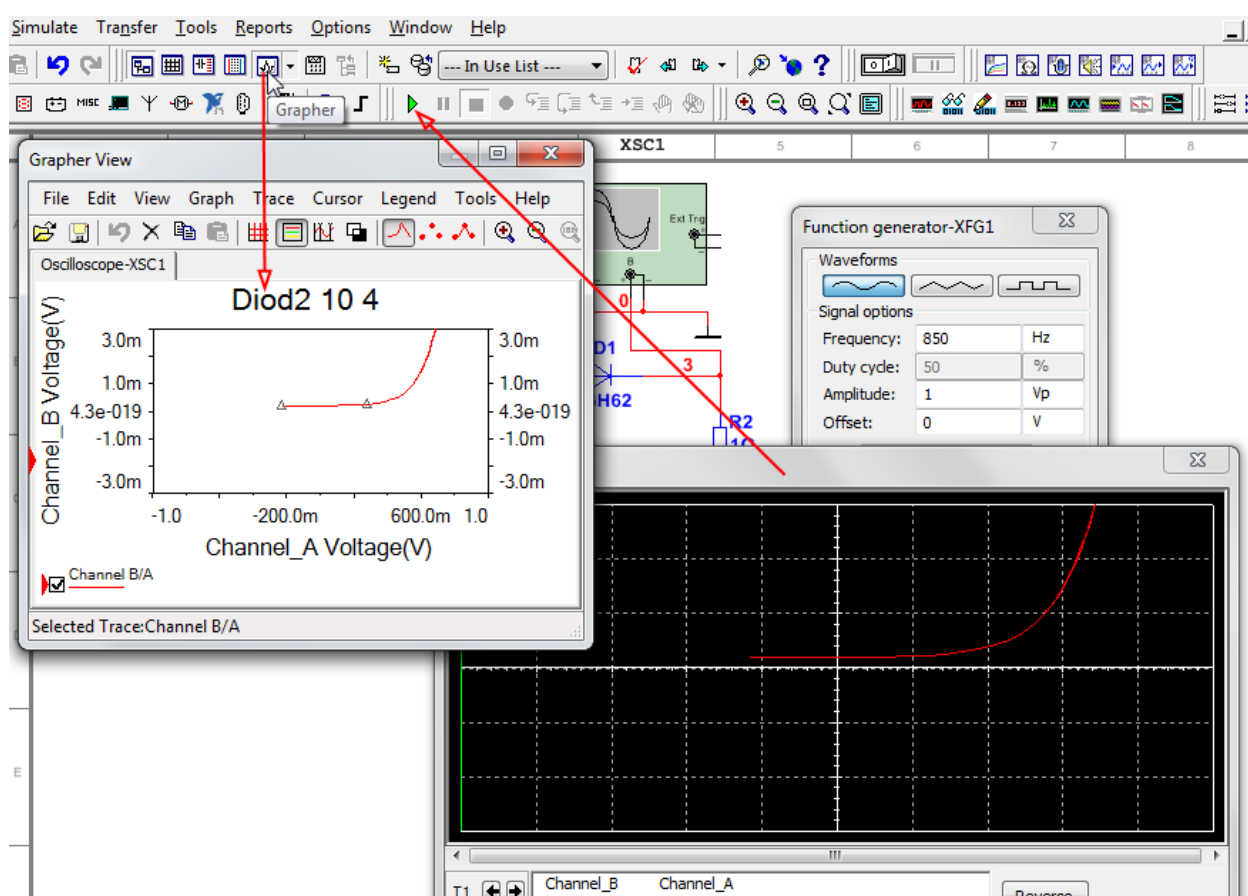 Simulate Transfer Tools Reports Options Window Help
--- In Use List ---
MISC
Grapher
XSC1 5 6 7 8
Grapher View
File Edit View Graph Trace Cursor Legend Tools Help
Oscilloscope-XSC1
Diod2 10 4
Channel_B Voltage(V)
3.0m 3.0m
1.0m 1.0m
4.3e-019 4.3e-019
-1.0m -1.0m
-3.0m -3.0m
-1.0 -200.0m 600.0m 1.0
Channel_A Voltage(V)
Channel B/A
Selected Trace:Channel B/A
Ext Trig
B
0
D1
3
H62
R2
Function generator-XFG1
Waveforms
Signal options
Frequency: 850 Hz
Duty cycle: 50 %
Amplitude: 1 Vp
Offset: 0 V
E
T1 Channel_B Channel_A
Reverse